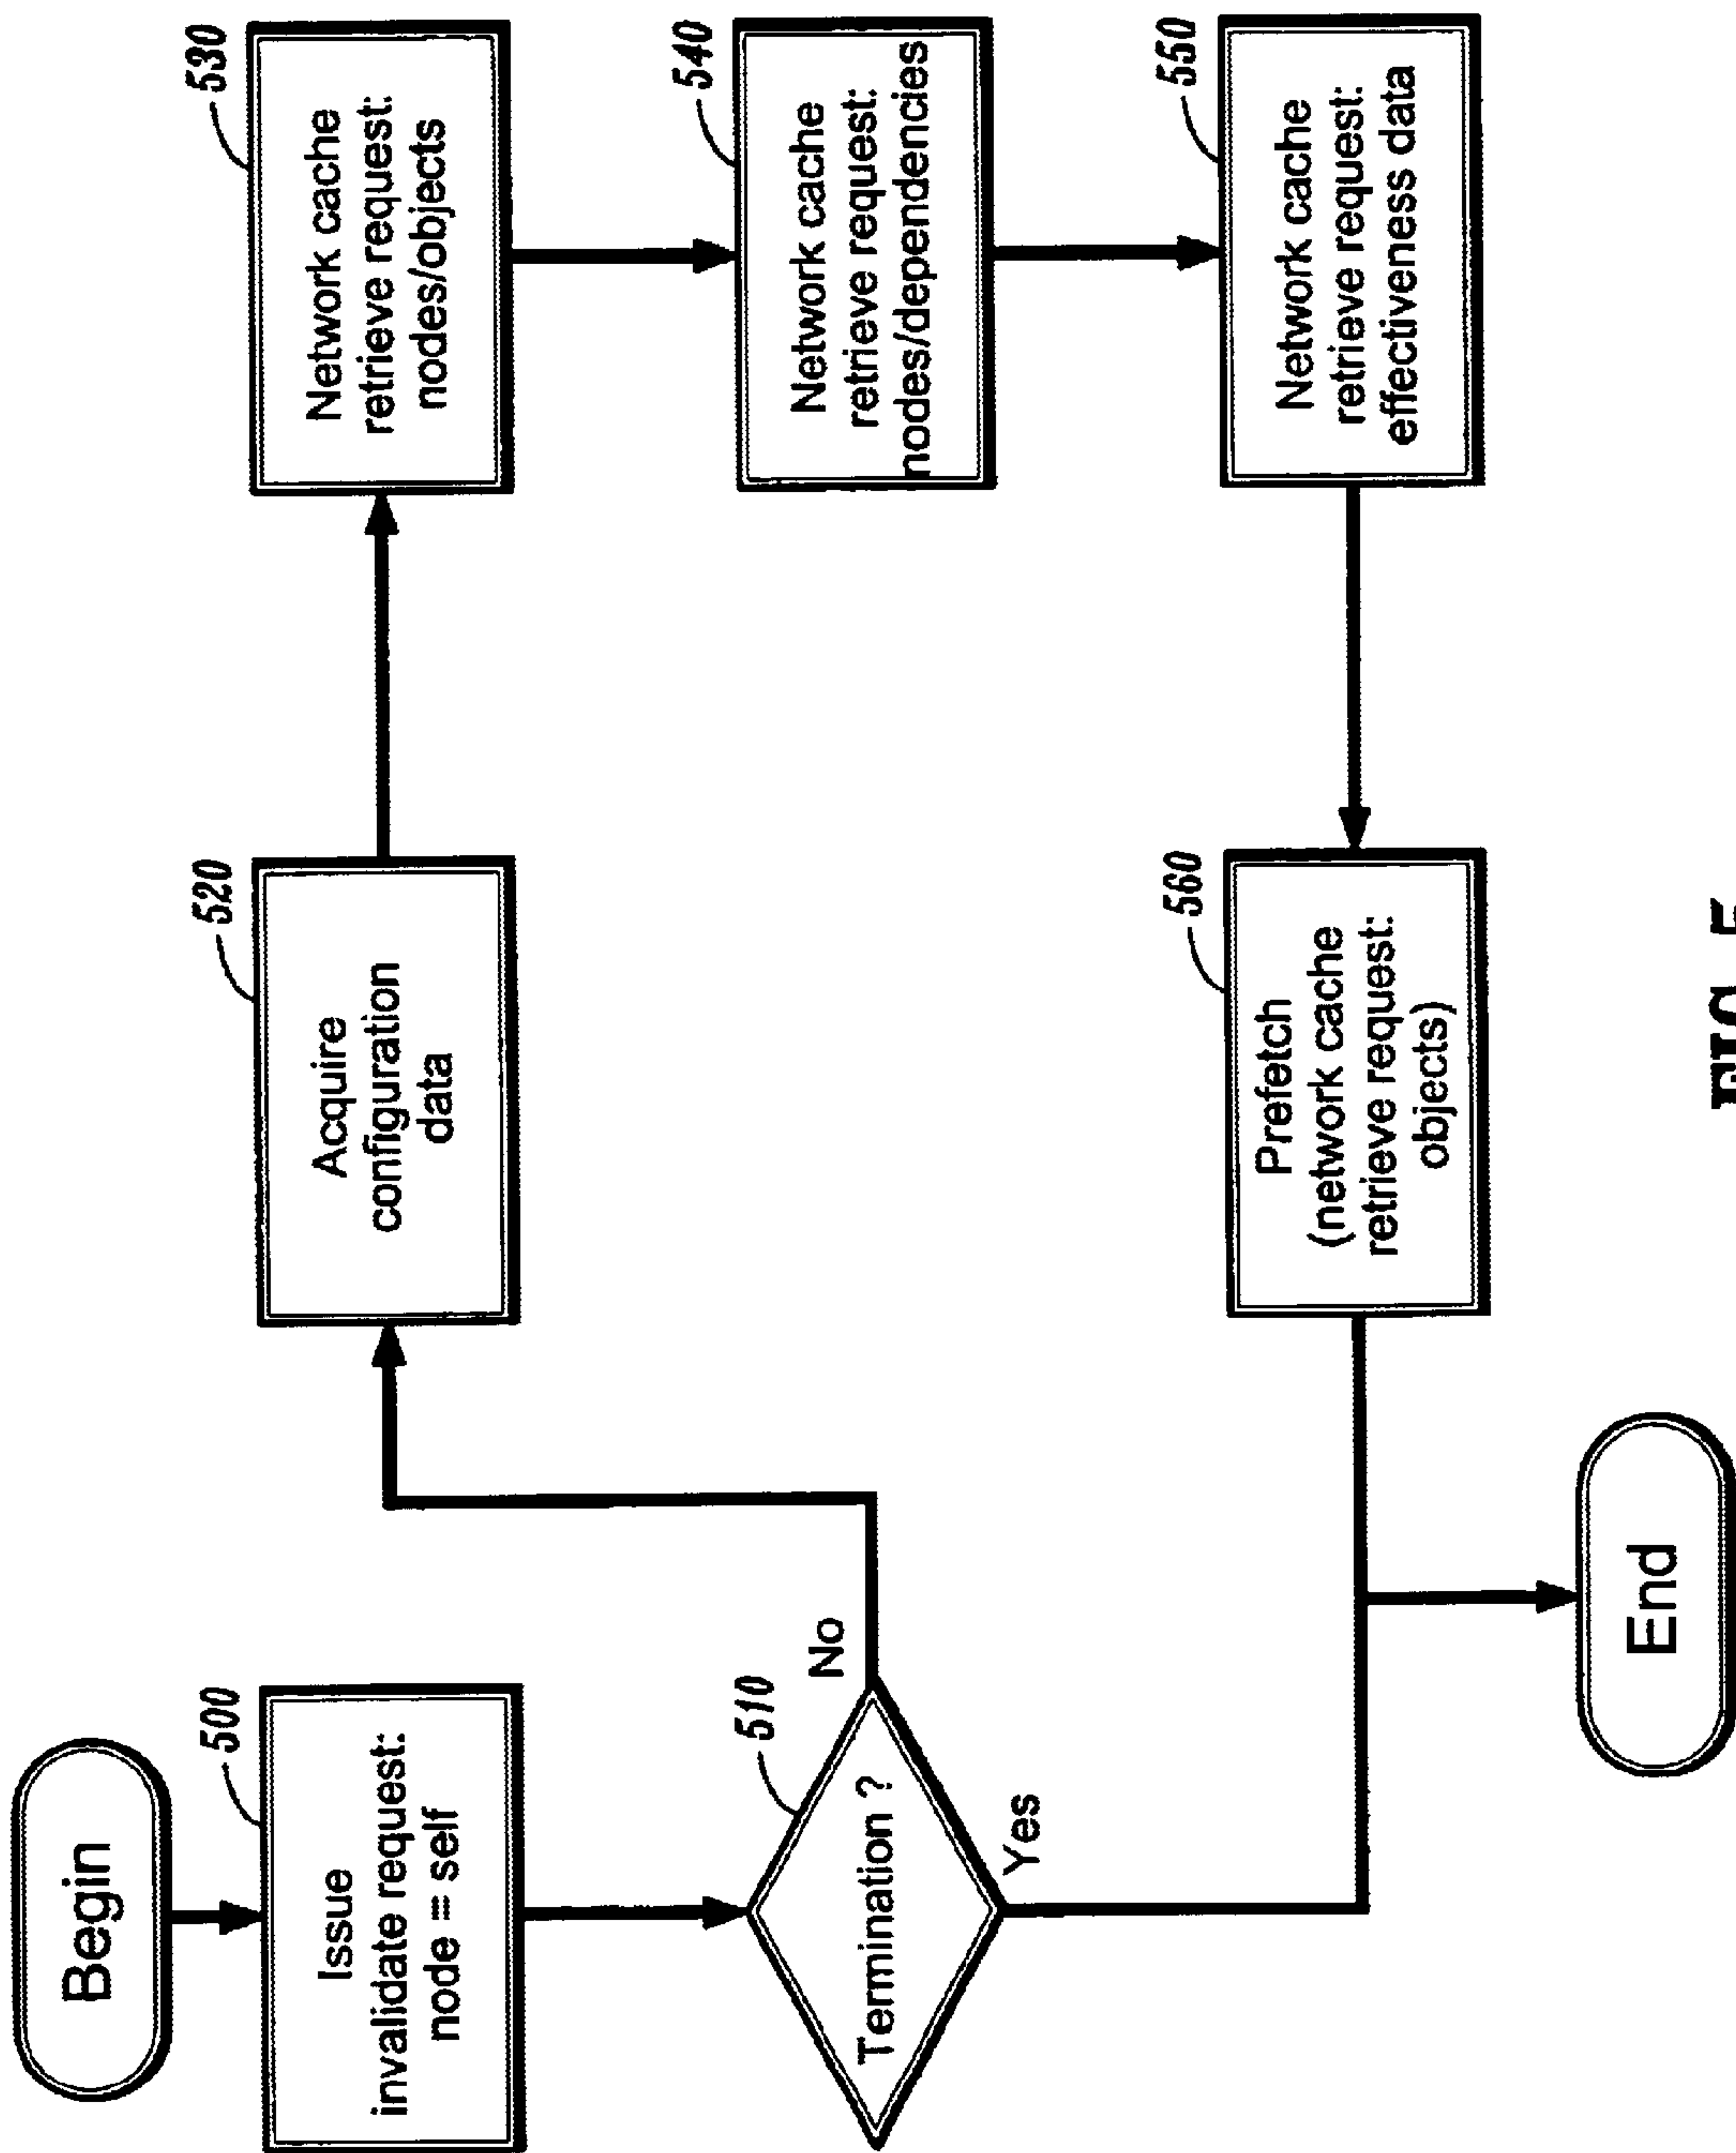 Begin
500
Issue
invalidate request:
node = self
510
Termination ?
No
Yes
520
Acquire
configuration
data
530
Network cache
retrieve request:
nodes/objects
540
Network cache
retrieve request:
nodes/dependencies
550
Network cache
retrieve request:
effectiveness data
560
Prefetch
(network cache
retrieve request:
objects)
End
FIG. 5